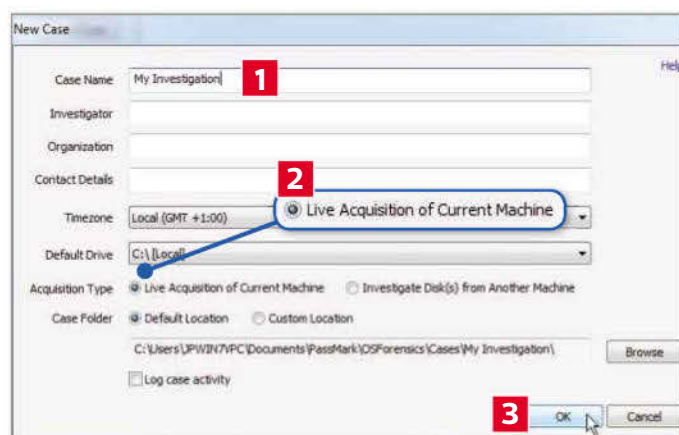 New Case
Help
Case Name My Investigation 1
Investigator
Organization
Contact Details
2
Live Acquisition of Current Machine
Timezone Local (GMT +1:00)
Default Drive C:\ [Local]
Acquisition Type Live Acquisition of Current Machine Investigate Disk(s) from Another Machine
Case Folder Default Location Custom Location
C:\Users\JPWIN7VPC\Documents\PassMark\OSForensics\Cases\My Investigation\ Browse
Log case activity
3 OK Cancel